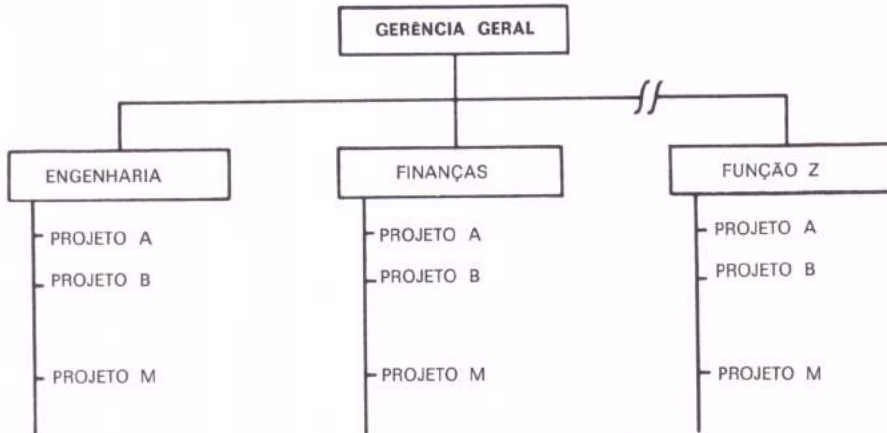 GERÊNCIA GERAL
ENGENHARIA
FINANÇAS
FUNÇÃO Z
PROJETO A
PROJETO B
PROJETO M
PROJETO A
PROJETO B
PROJETO M
PROJETO A
PROJETO B
PROJETO M